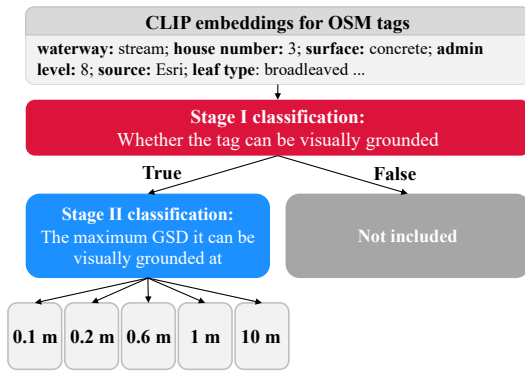 CLIP embeddings for OSM tags
waterway: stream; house number: 3; surface: concrete; admin
level: 8; source: Esri; leaf type: broadleaved ...
Stage I classification:
Whether the tag can be visually grounded
True
False
Stage II classification:
The maximum GSD it can be
visually grounded at
Not included
0.1 m
0.2 m
0.6 m
1 m
10 m